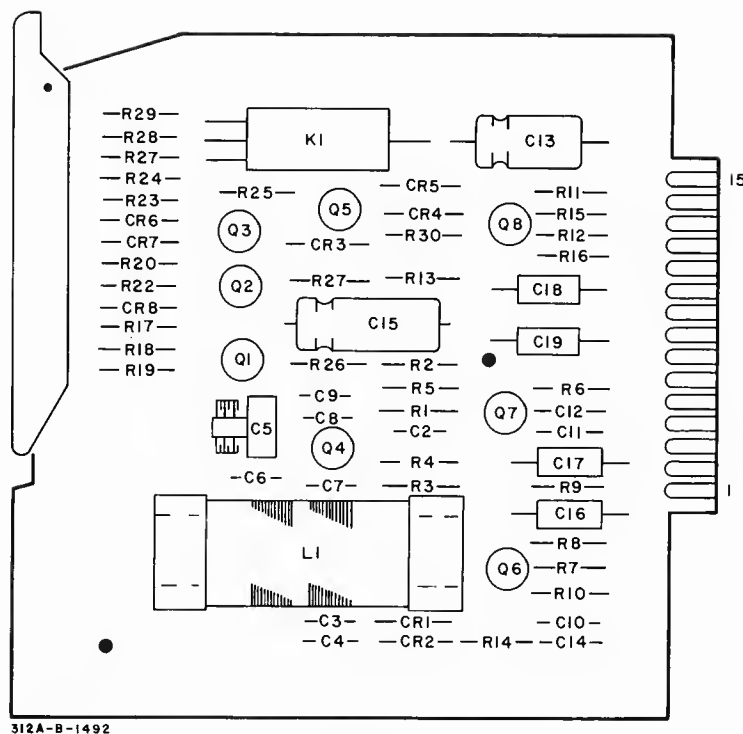 R29
R28
R27
R24
R23
CR6
CR7
R20
R22
CR8
R17
R18
R19
K1
C13
R25
Q5
CR5
CR4
R30
Q3
CR3
Q8
R11
R15
R12
R16
15
Q2
R27
R13
C18
C15
C19
Q1
R26
R2
C9
R5
R6
C8
R1
Q7
C12
C5
C2
C11
Q4
C6
C7
R4
R3
C17
R9
1
C16
L1
R8
Q6
R7
R10
C3
CR1
C10
C4
CR2
R14
C14
312A-B-1492